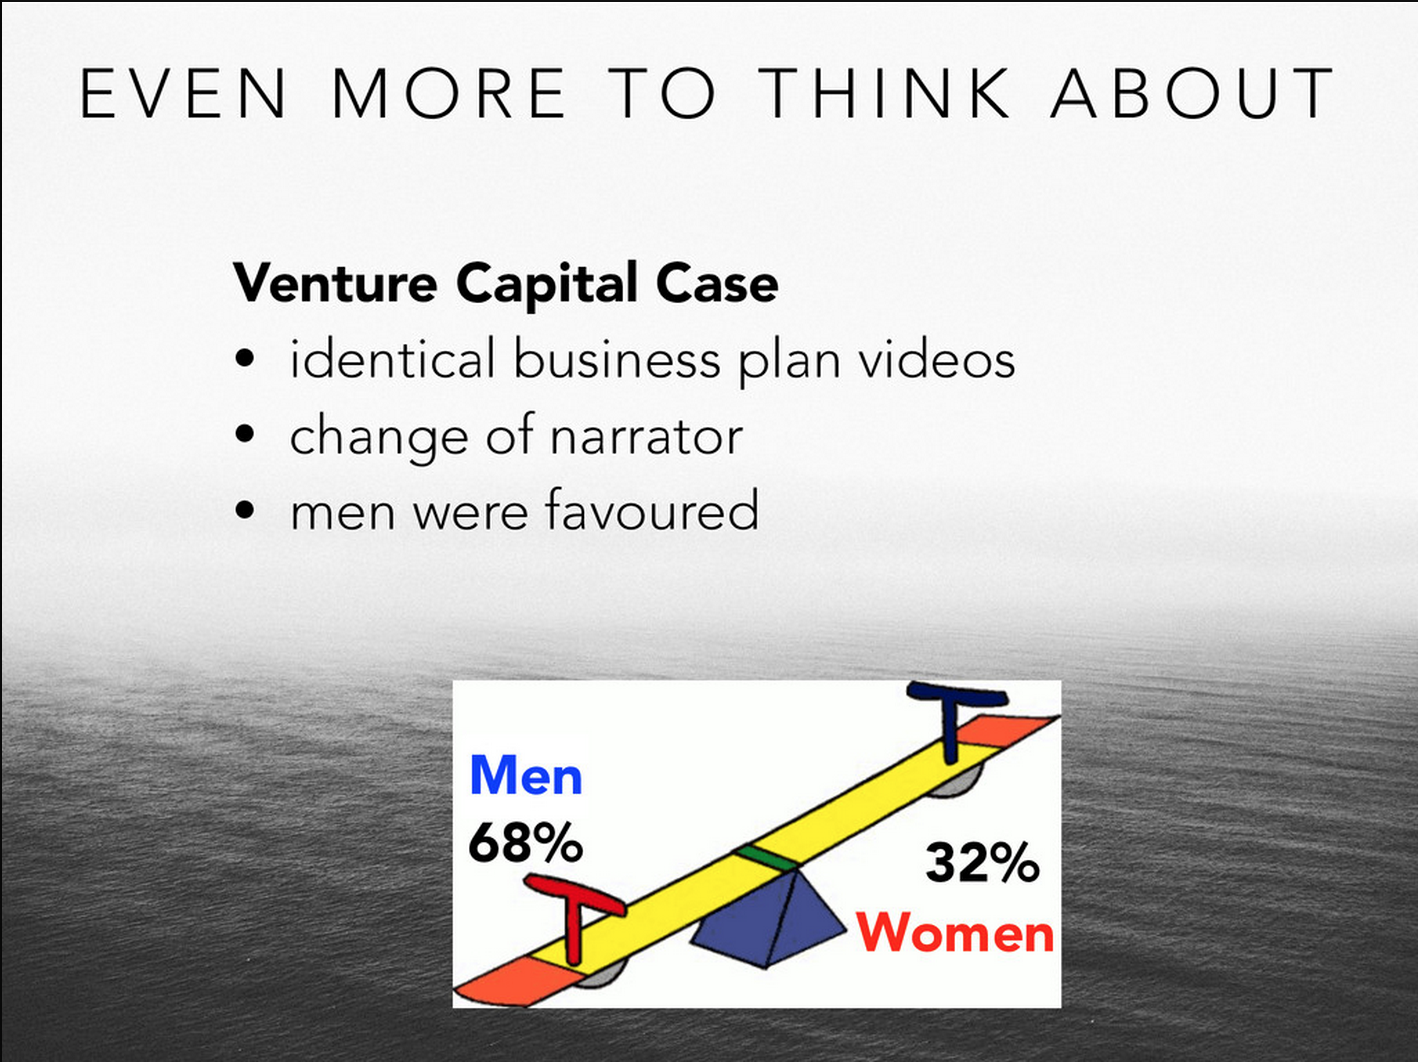 EVEN MORE TO THINK ABOUT
Venture Capital Case
• identical business plan videos
• change of narrator
• men were favoured
Men
68%
32%
Women